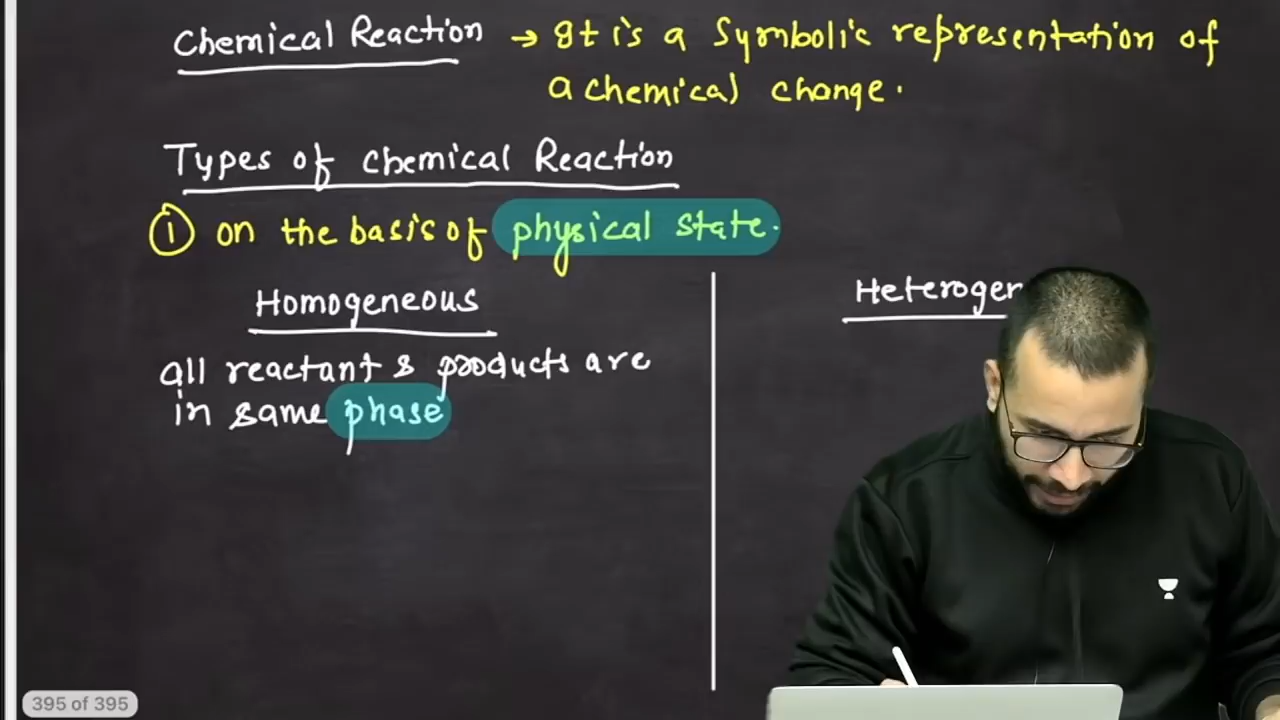 Chemical Reaction → It is a Symbolic representation of
a chemical change.
Types of Chemical Reaction
① on the basis of physical state.
Homogeneous
Heterogen
all reactant & products are
in same phase
395 of 395